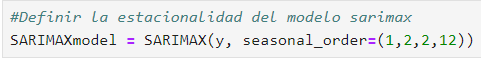 #Definir la estacionalidad del modelo sarimax
SARIMAXmodel = SARIMAX(y, seasonal_order=(1,2,2,12))